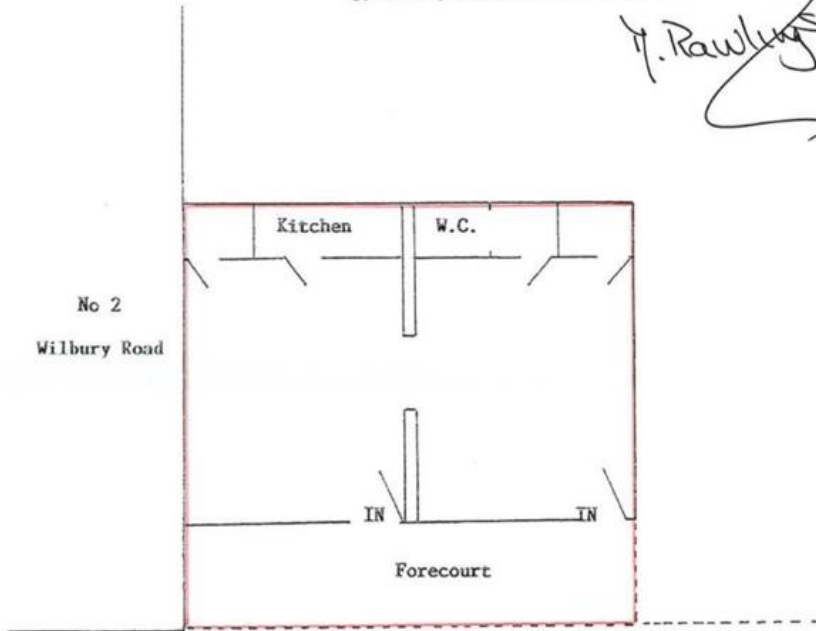 Y. Rawlings
Kitchen W.C.
No 2
Wilbury Road
IN IN
Forecourt